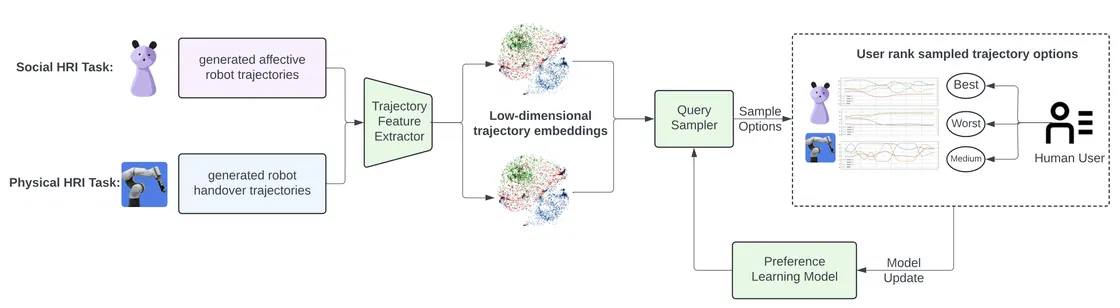 Social HRI Task:
generated affective
robot trajectories
Physical HRI Task:
generated robot
handover trajectories
Trajectory
Feature
Extractor
Low-dimensional
trajectory embeddings
Query
Sampler
Sample
Options
User rank sampled trajectory options
Best
Worst
Medium
Human User
Preference
Learning Model
Model
Update